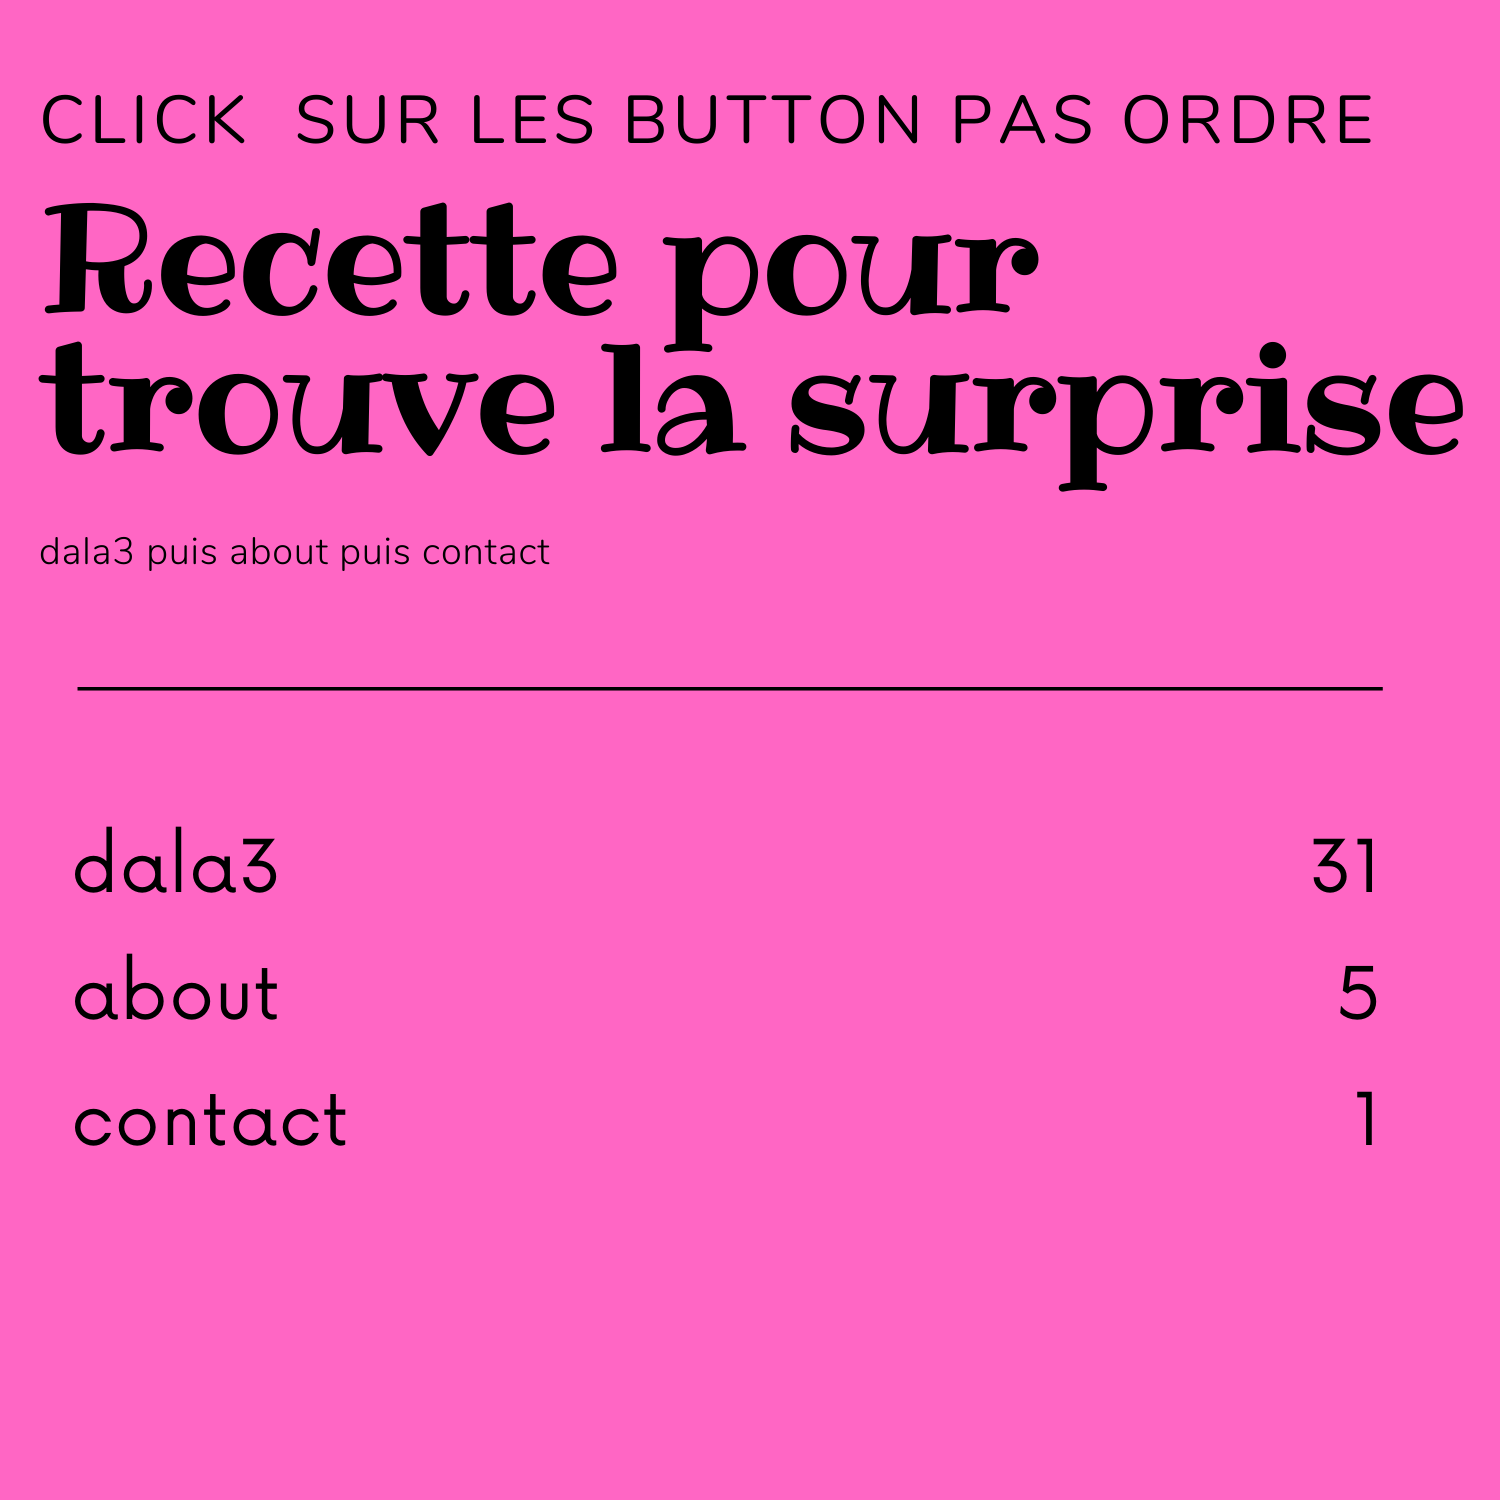 CLICK SUR LES BUTTON PAS ORDRE
Recette pour
trouve la surprise
dala3 puis about puis contact
dala3 31
about 5
contact 1